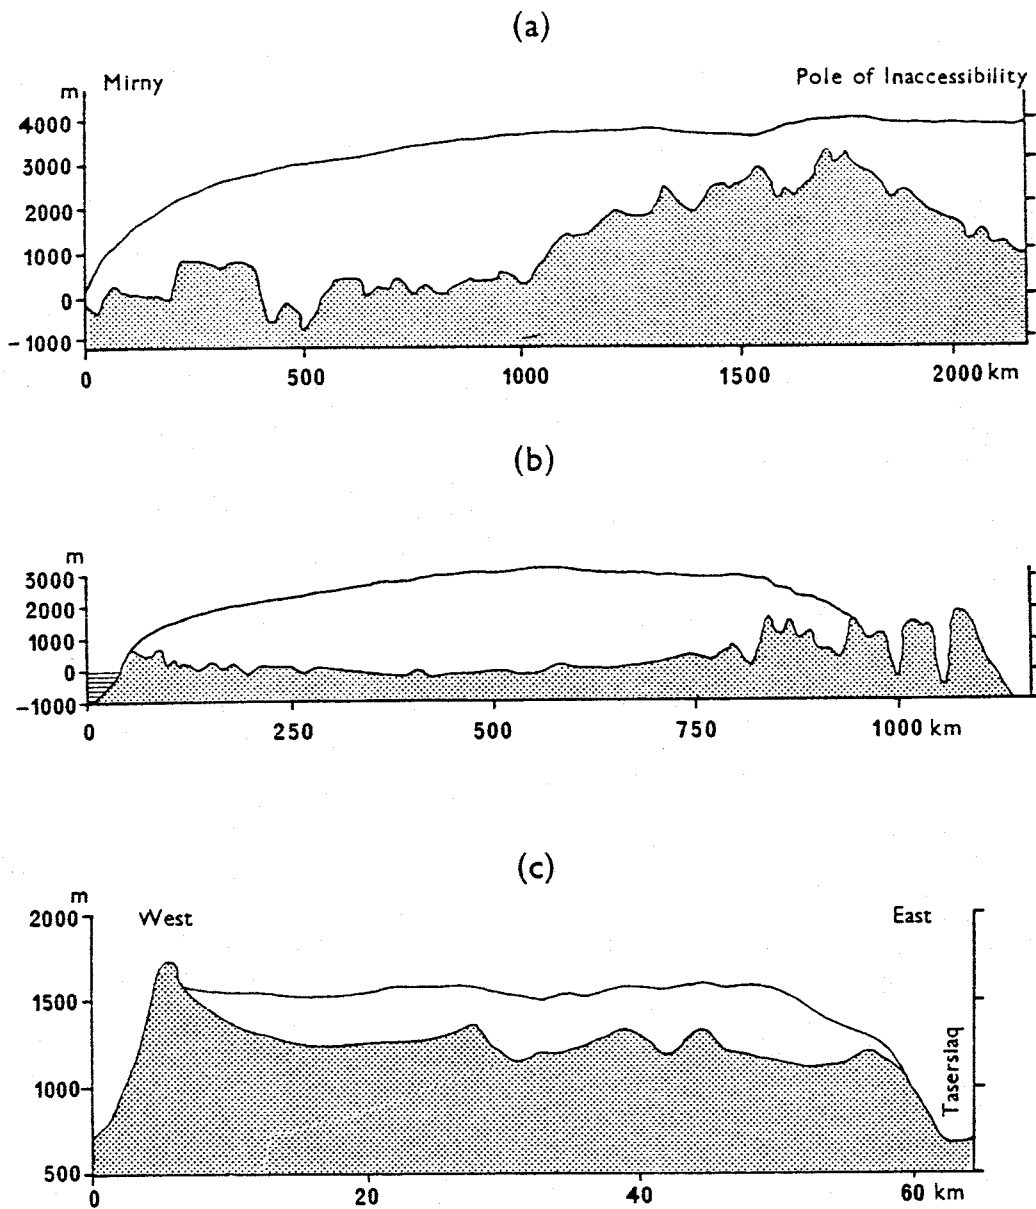 (a)
m Mirny Pole of Inaccessibility
4000
3000
2000
1000
0
-1000
0 500 1000 1500 2000 km
(b)
m
3000
2000
1000
0
-1000
0 250 500 750 1000 km
(c)
m
2000 West East
1500
1000
500
Tasersiaq
0 20 40 60 km